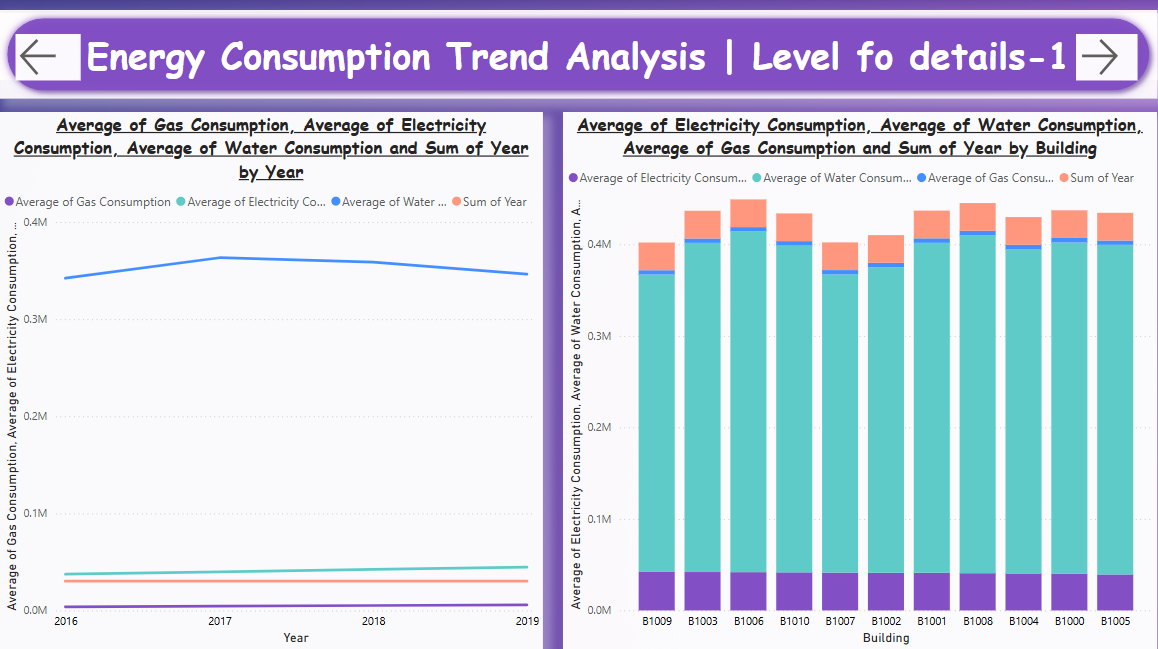 Energy Consumption Trend Analysis | Level fo details-1
Average of Gas Consumption, Average of Electricity
Consumption, Average of Water Consumption and Sum of Year
by Year
Average of Gas Consumption Average of Electricity Co... Average of Water ... Sum of Year
Average of Gas Consumption, Average of Electricity Consumption, ...
0.4M
0.3M
0.2M
0.1M
0.0M
2016 2017 2018 2019
Year
Average of Electricity Consumption, Average of Water Consumption,
Average of Gas Consumption and Sum of Year by Building
Average of Electricity Consum... Average of Water Consum... Average of Gas Consu... Sum of Year
Average of Electricity Consumption, Average of Water Consumption, A...
0.4M
0.3M
0.2M
0.1M
0.0M
B1009 B1003 B1006 B1010 B1007 B1002 B1001 B1008 B1004 B1000 B1005
Building